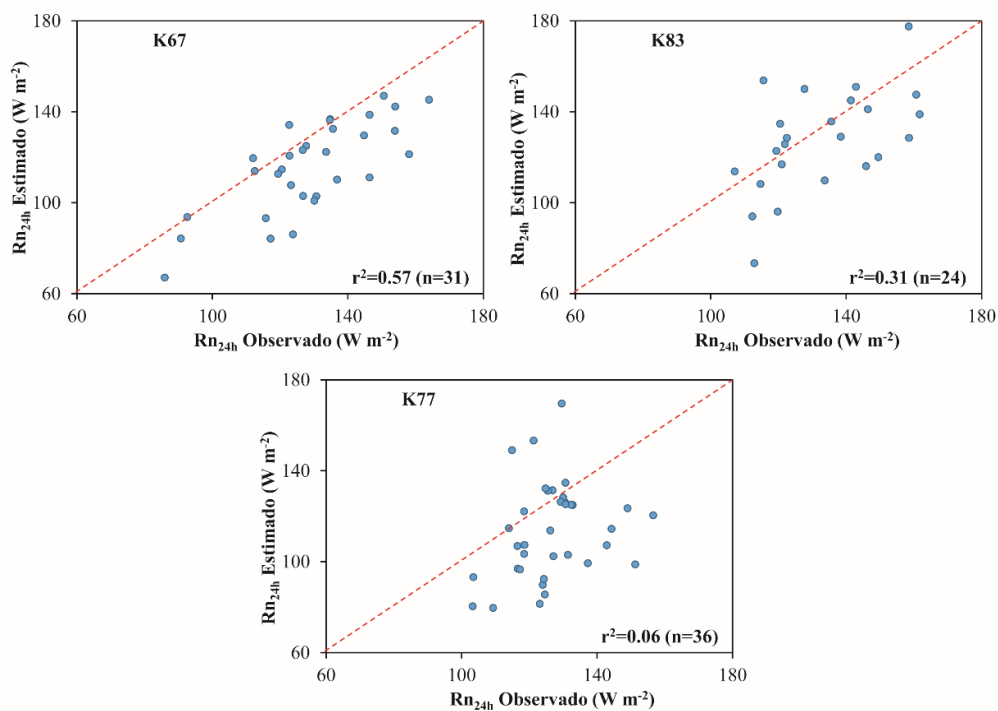 K67
Rn24h Estimado (W m-2)
180
140
100
60
60 100 140 180
r²=0.57 (n=31)
Rn24h Observado (W m-2)
K83
Rn24h Estimado (W m-2)
180
140
100
60
60 100 140 180
r²=0.31 (n=24)
Rn24h Observado (W m-2)
K77
Rn24h Estimado (W m-2)
180
140
100
60
60 100 140 180
r²=0.06 (n=36)
Rn24h Observado (W m-2)